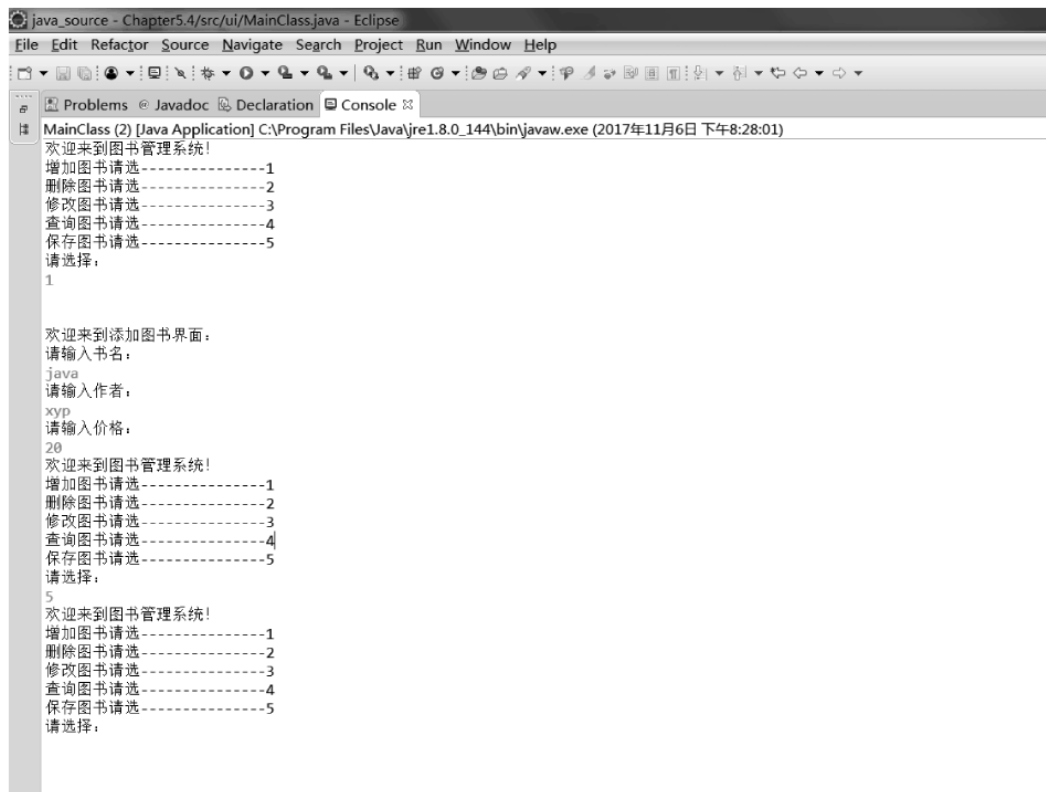 java_source - Chapter5.4/src/ui/MainClass.java - Eclipse
File Edit Refactor Source Navigate Search Project Run Window Help
Problems @ Javadoc Declaration Console
MainClass (2) [Java Application] C:\Program Files\Java\jre1.8.0_144\bin\javaw.exe (2017年11月6日 下午8:28:01)
欢迎来到图书管理系统!
增加图书请选---------------1
删除图书请选---------------2
修改图书请选---------------3
查询图书请选---------------4
保存图书请选---------------5
请选择:
1
欢迎来到添加图书界面:
请输入书名:
java
请输入作者:
xyp
请输入价格:
20
欢迎来到图书管理系统!
增加图书请选---------------1
删除图书请选---------------2
修改图书请选---------------3
查询图书请选---------------4
保存图书请选---------------5
请选择:
5
欢迎来到图书管理系统!
增加图书请选---------------1
删除图书请选---------------2
修改图书请选---------------3
查询图书请选---------------4
保存图书请选---------------5
请选择: